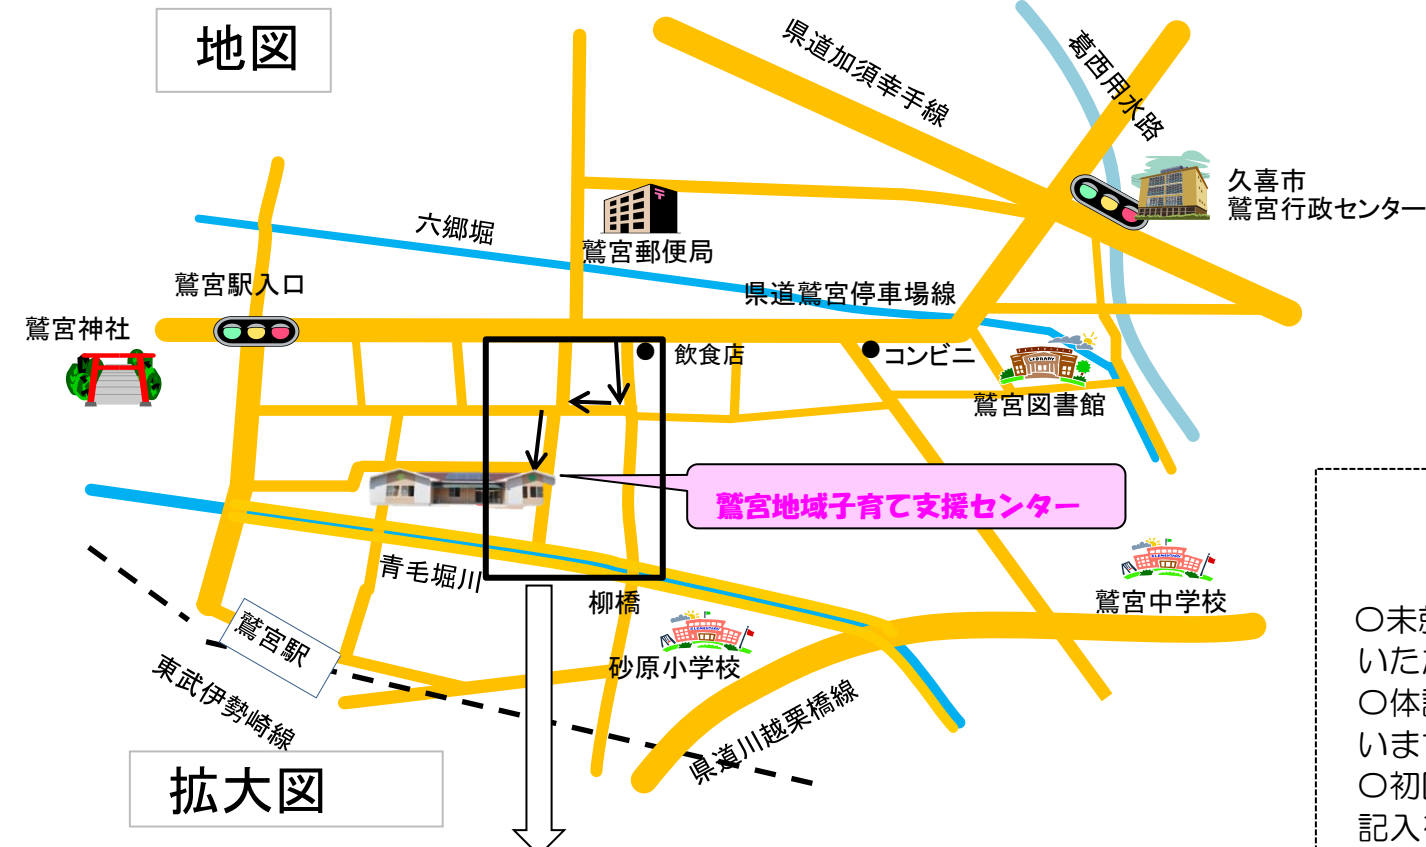 地図
県道加須幸手線
葛西用水路
久喜市
鷲宮行政センター
六郷堀
鷲宮郵便局
鷲宮駅入口
県道鷲宮停車場線
鷲宮神社
飲食店
コンビニ
LIBRARY
鷲宮図書館
鷲宮地域子育て支援センター
青毛堀川
柳橋
ELEMENTARY
鷲宮中学校
鷲宮駅
ELEMENTARY
砂原小学校
東武伊勢崎線
県道川越栗橋線
拡大図
〇未
いた
〇体
います
〇初
記入